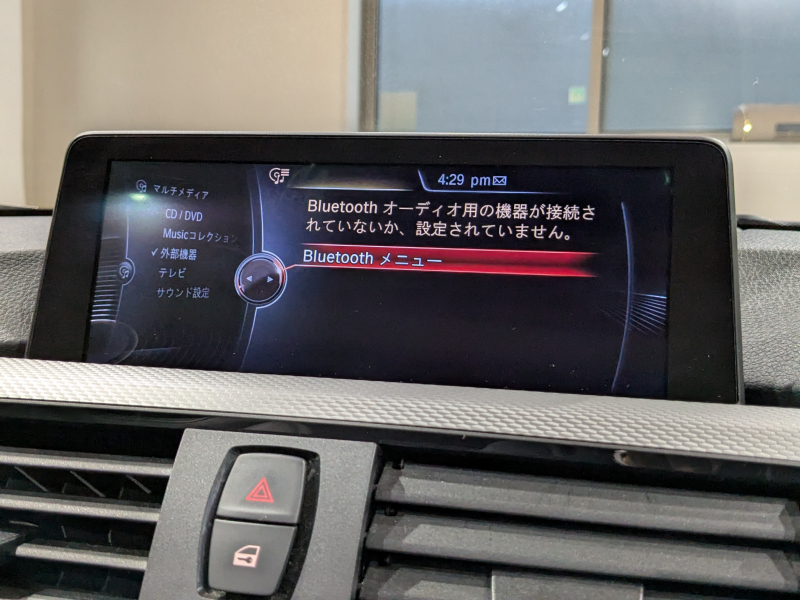 4:29 pm
マルチメディア
CD / DVD
Musicコレクション
外部機器
テレビ
サウンド設定
Bluetooth オーディオ用の機器が接続さ
れていないか、設定されていません。
Bluetooth メニュー